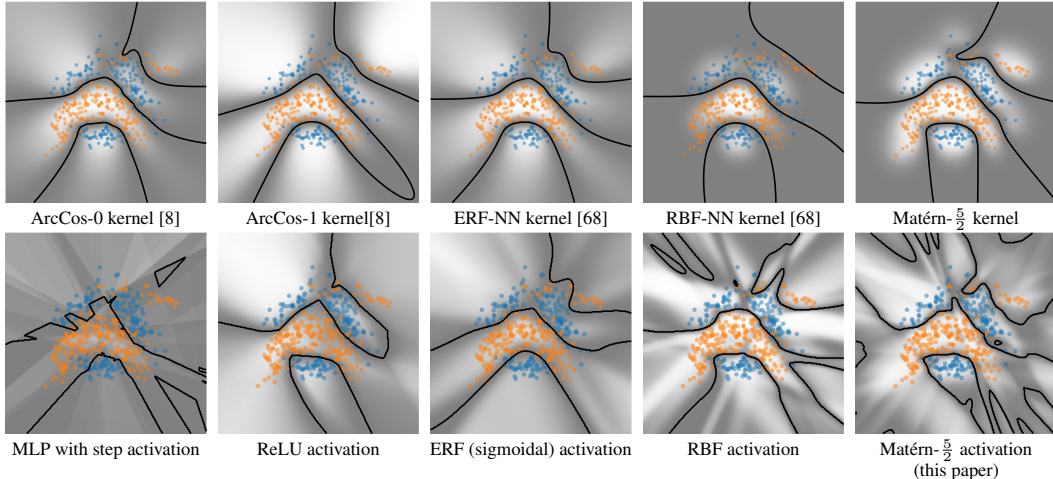 ArcCos-0 kernel [8]
ArcCos-1 kernel[8]
ERF-NN kernel [68]
RBF-NN kernel [68]
Matérn-5/2 kernel
MLP with step activation
ReLU activation
ERF (sigmoidal) activation
RBF activation
Matérn-5/2 activation
(this paper)